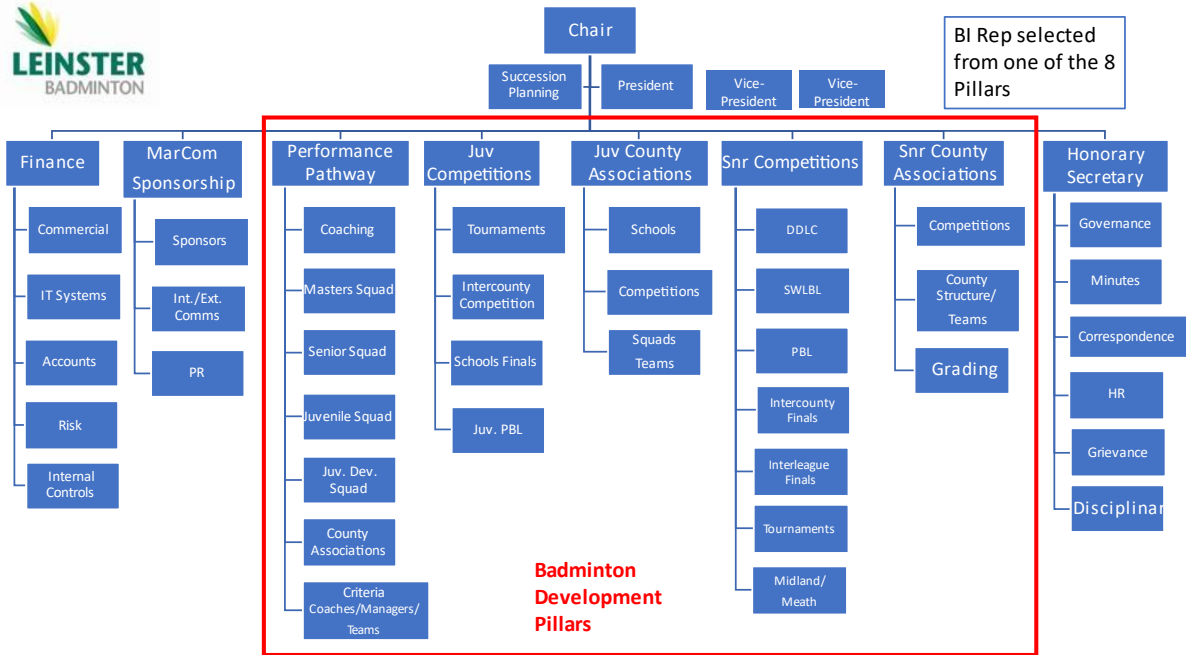 LEINSTER
BADMINTON
Chair
Succession
Planning
President
Vice-
President
Vice-
President
BI Rep selected
from one of the 8
Pillars
Finance
Commercial
IT Systems
Accounts
Risk
Internal
Controls
MarCom
Sponsorship
Sponsors
Int./Ext.
Comms
PR
Performance
Pathway
Coaching
Masters Squad
Senior Squad
Juvenile Squad
Juv. Dev.
Squad
County
Associations
Criteria
Coaches/Managers/
Teams
Juv
Competitions
Tournaments
Intercounty
Competition
Schools Finals
Juv. PBL
Juv County
Associations
Schools
Competitions
Squads
Teams
Snr Competitions
DDLC
SWLBL
PBL
Intercounty
Finals
Interleague
Finals
Tournaments
Midland/
Meath
Snr County
Associations
Competitions
County
Structure/
Teams
Grading
Honorary
Secretary
Governance
Minutes
Correspondence
HR
Grievance
Disciplinar
Badminton
Development
Pillars